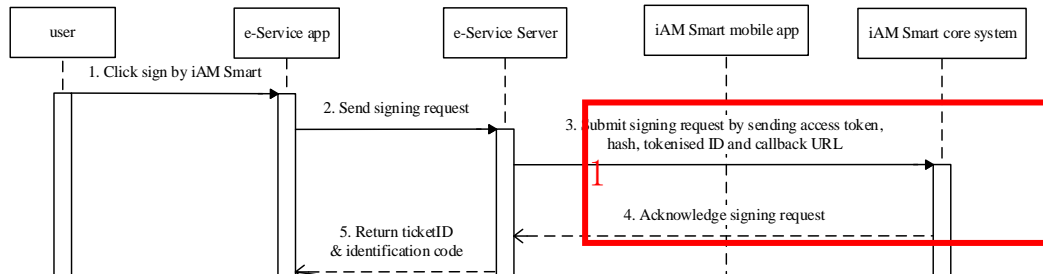 user
e-Service app
e-Service Server
iAM Smart mobile app
iAM Smart core system
1. Click sign by iAM Smart
2. Send signing request
3. Submit signing request by sending access token,
hash, tokenised ID and callback URL
1
4. Acknowledge signing request
5. Return ticketID
& identification code